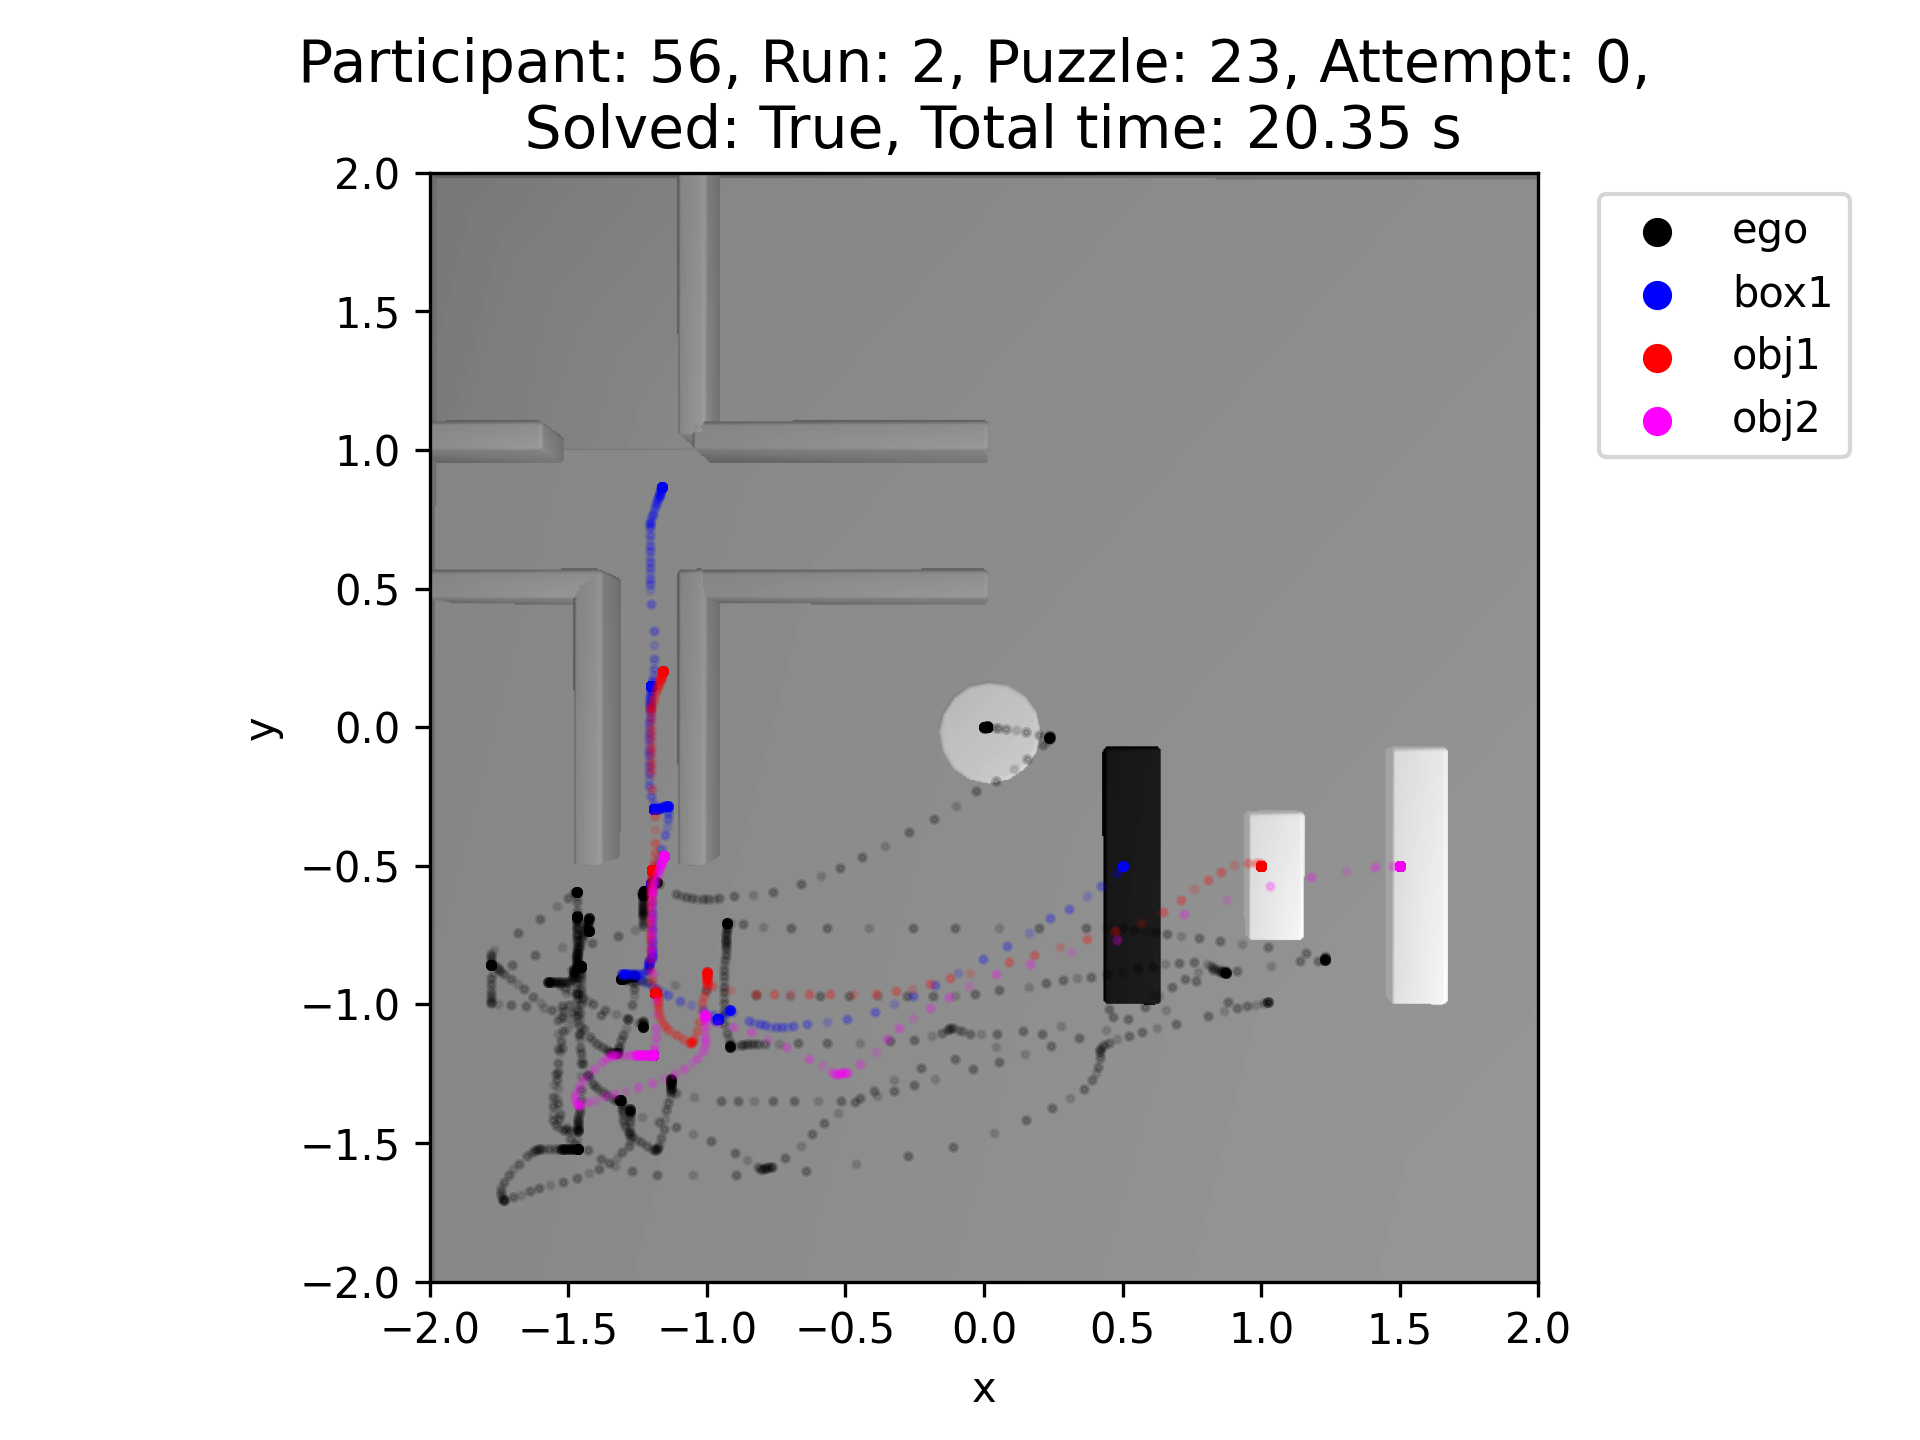 Participant: 56, Run: 2, Puzzle: 23, Attempt: 0,
Solved: True, Total time: 20.35 s
ego
box1
obj1
obj2
2.0
1.5
1.0
0.5
0.0
−0.5
−1.0
−1.5
−2.0
y
−2.0 −1.5 −1.0 −0.5 0.0 0.5 1.0 1.5 2.0
x